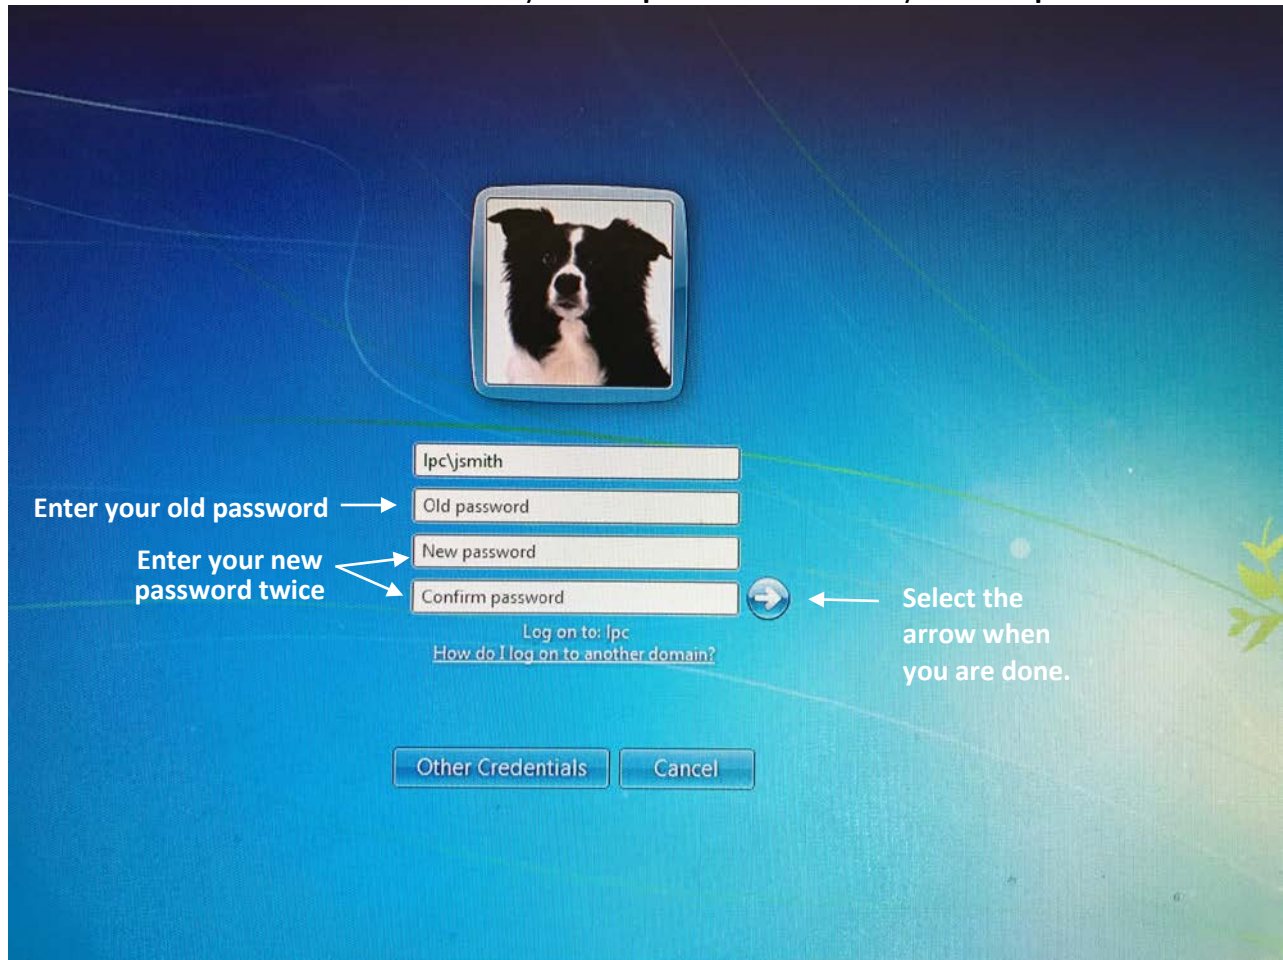 lpc\jsmith
Enter your old password
Old password
Enter your new
password twice
New password
Confirm password
Select the
arrow when
you are done.
Log on to: lpc
How do I log on to another domain?
Other Credentials
Cancel